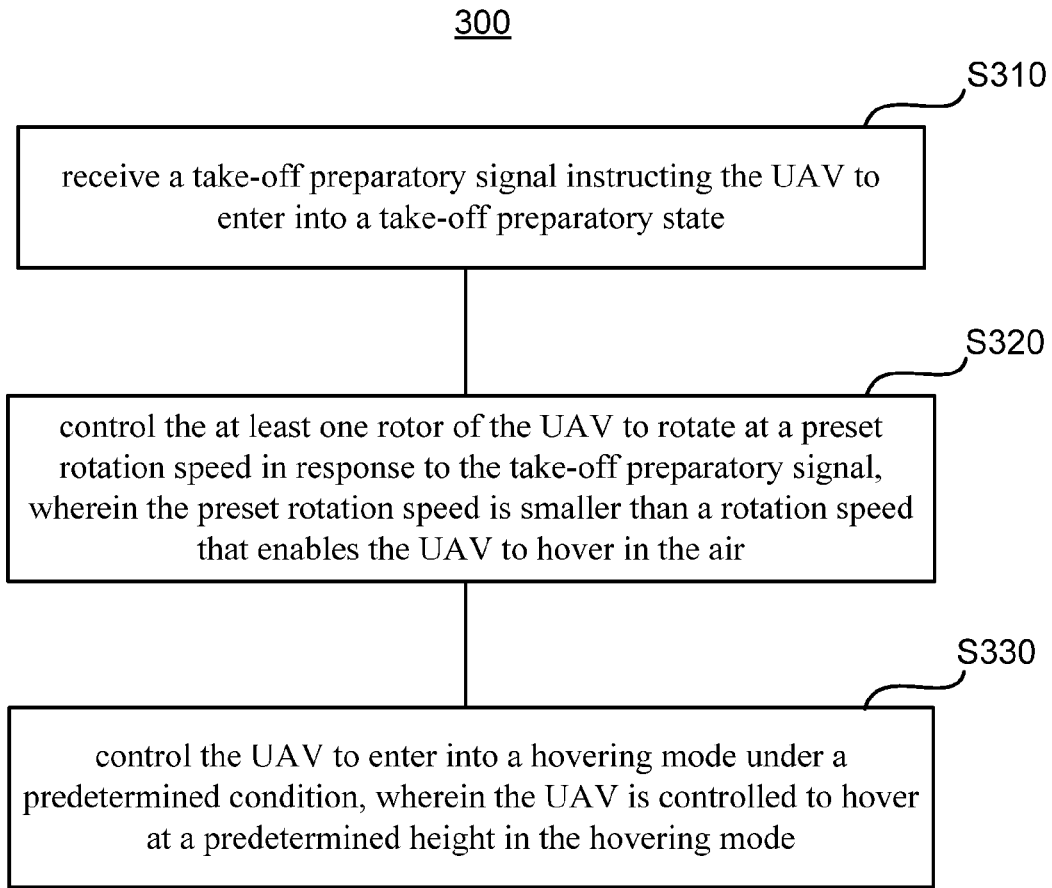 300
S310
receive a take-off preparatory signal instructing the UAV to
enter into a take-off preparatory state
S320
control the at least one rotor of the UAV to rotate at a preset
rotation speed in response to the take-off preparatory signal,
wherein the preset rotation speed is smaller than a rotation speed
that enables the UAV to hover in the air
S330
control the UAV to enter into a hovering mode under a
predetermined condition, wherein the UAV is controlled to hover
at a predetermined height in the hovering mode